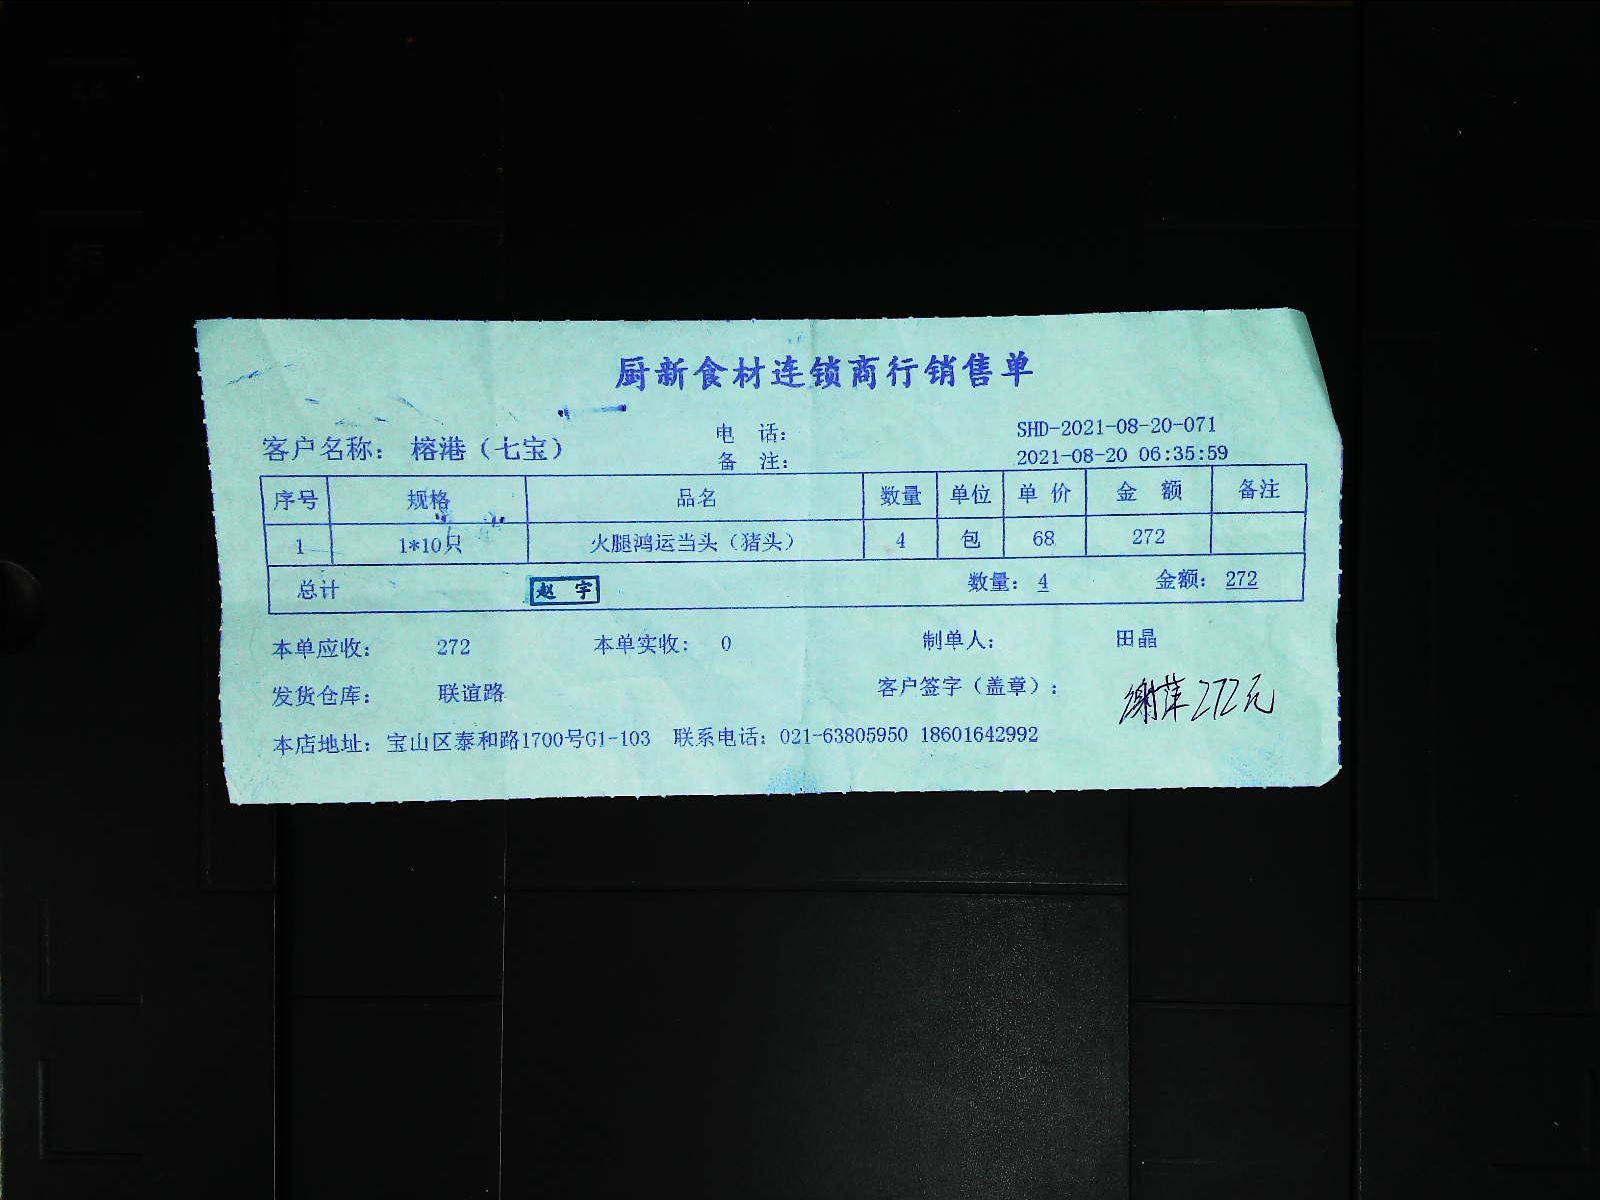 厨新食材连锁商行销售单
客户名称： 榕港（七宝） 电 话： SHD-2021-08-20-071
备 注： 2021-08-20 06:35:59
序号 规格 品名 数量 单位 单 价 金 额 备注
1 1*10只 火腿鸿运当头（猪头） 4 包 68 272
总计 赵 宇 数量： 4 金额： 272
本单应收： 272 本单实收： 0 制单人： 田晶
发货仓库： 联谊路 客户签字（盖章）： 谢萍 272元
本店地址： 宝山区泰和路1700号G1-103 联系电话： 021-63805950 18601642992